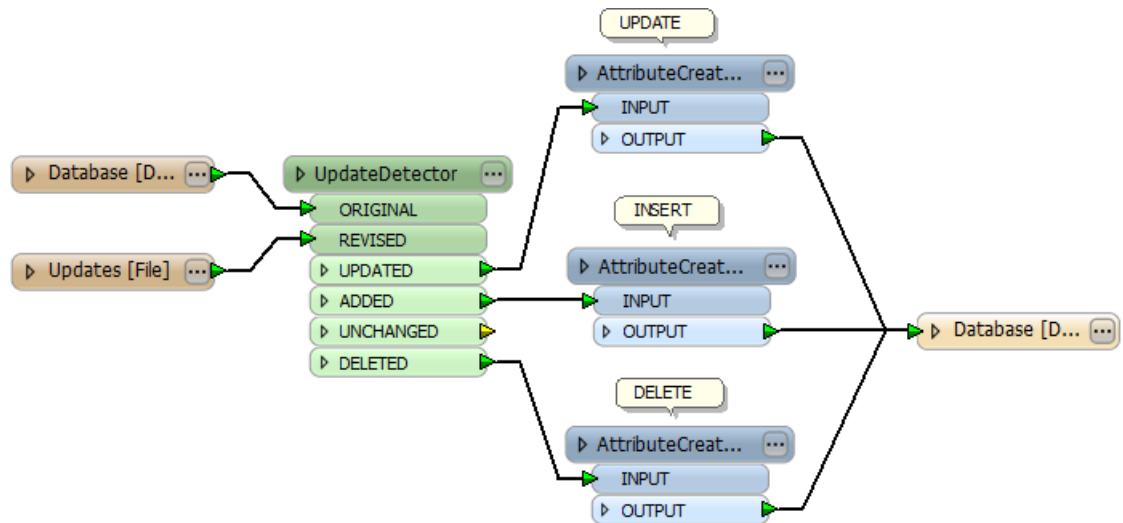 UPDATE
AttributeCreat...
INPUT
OUTPUT
Database [D...
UpdateDetector
ORIGINAL
REVISED
Updates [File]
UPDATED
ADDED
UNCHANGED
DELETED
INSERT
AttributeCreat...
INPUT
OUTPUT
Database [D...
DELETE
AttributeCreat...
INPUT
OUTPUT